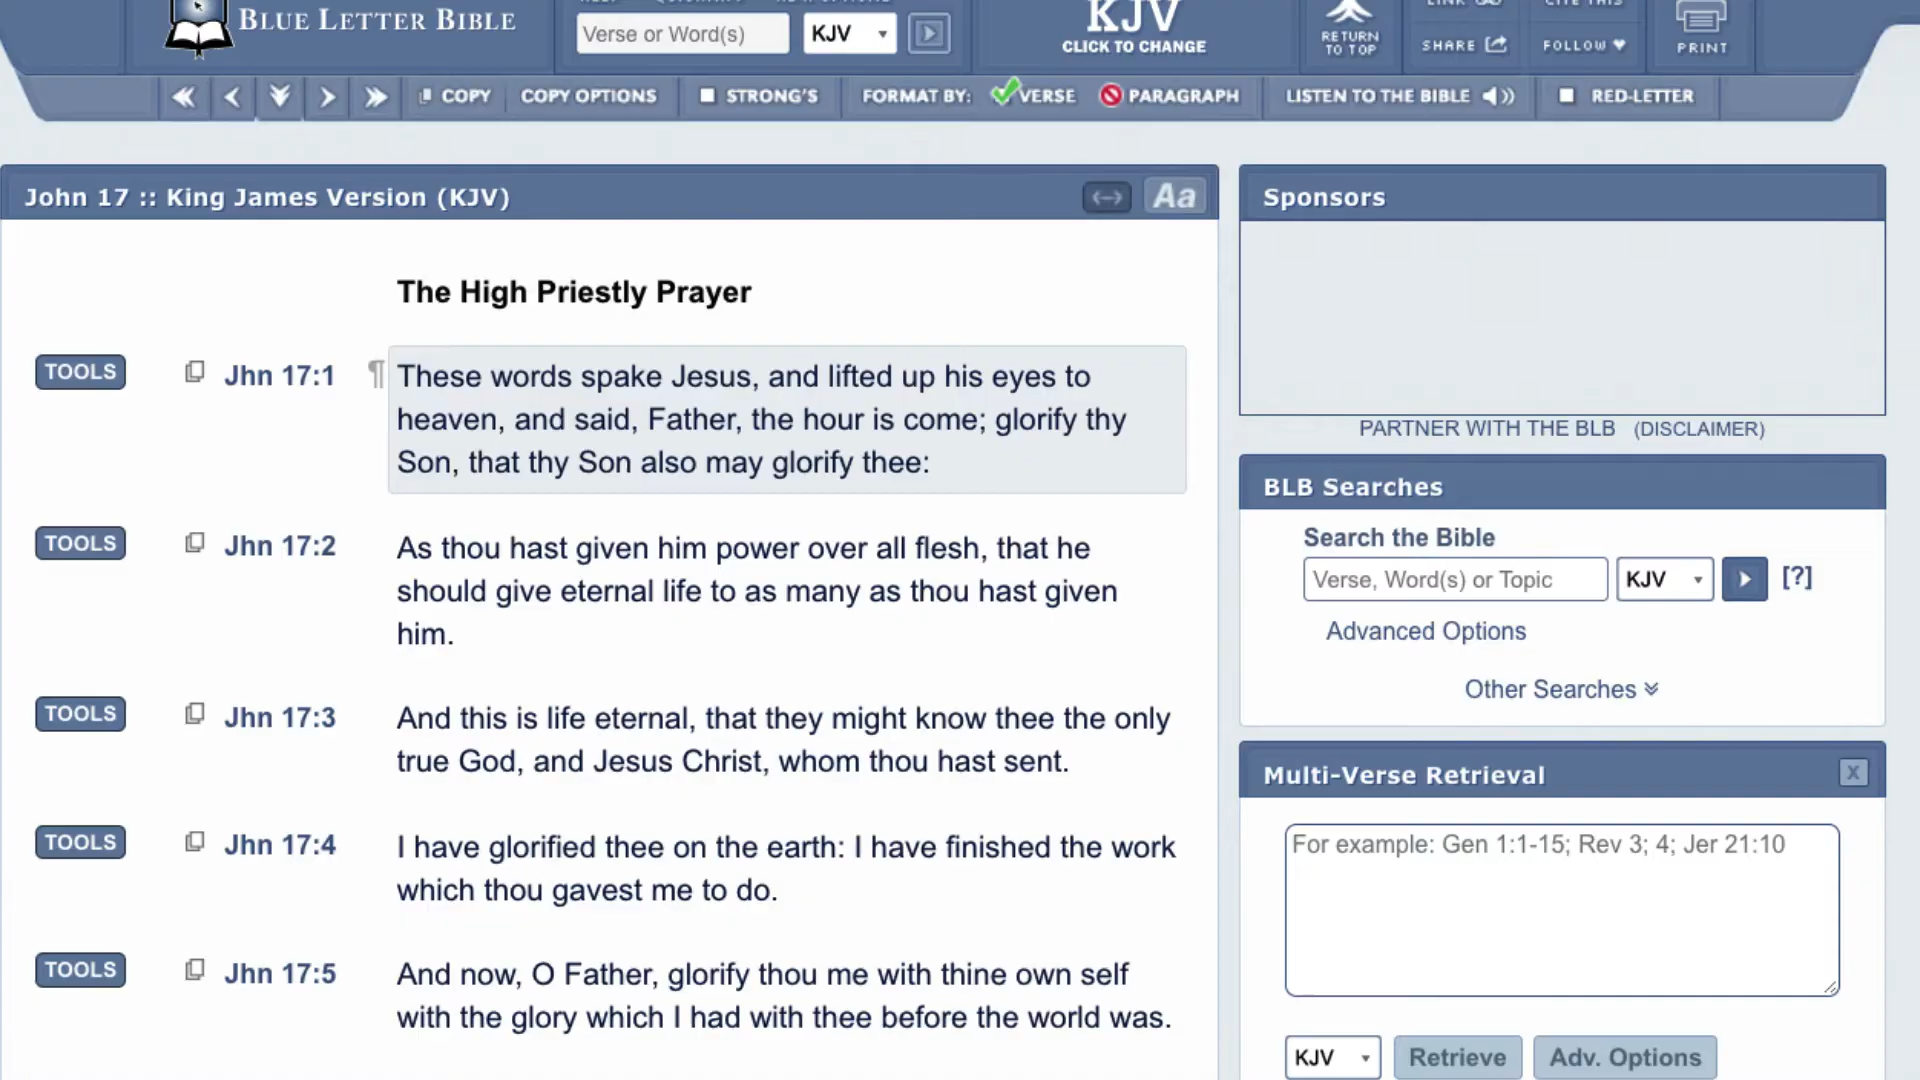 BLUE LETTER BIBLE
Verse or Word(s)
KJV
KJV
CLICK TO CHANGE
RETURN
TO TOP
SHARE
CITE THIS
FOLLOW
PRINT
COPY
COPY OPTIONS
STRONG'S
FORMAT BY:
VERSE
PARAGRAPH
LISTEN TO THE BIBLE
RED-LETTER
John 17 :: King James Version (KJV)
Aa
The High Priestly Prayer
TOOLS
Jhn 17:1
¶
These words spake Jesus, and lifted up his eyes to
heaven, and said, Father, the hour is come; glorify thy
Son, that thy Son also may glorify thee:
TOOLS
Jhn 17:2
As thou hast given him power over all flesh, that he
should give eternal life to as many as thou hast given
him.
TOOLS
Jhn 17:3
And this is life eternal, that they might know thee the only
true God, and Jesus Christ, whom thou hast sent.
TOOLS
Jhn 17:4
I have glorified thee on the earth: I have finished the work
which thou gavest me to do.
TOOLS
Jhn 17:5
And now, O Father, glorify thou me with thine own self
with the glory which I had with thee before the world was.
Sponsors
PARTNER WITH THE BLB (DISCLAIMER)
BLB Searches
Search the Bible
Verse, Word(s) or Topic
KJV
[?]
Advanced Options
Other Searches
Multi-Verse Retrieval
X
For example: Gen 1:1-15; Rev 3; 4; Jer 21:10
KJV
Retrieve
Adv. Options